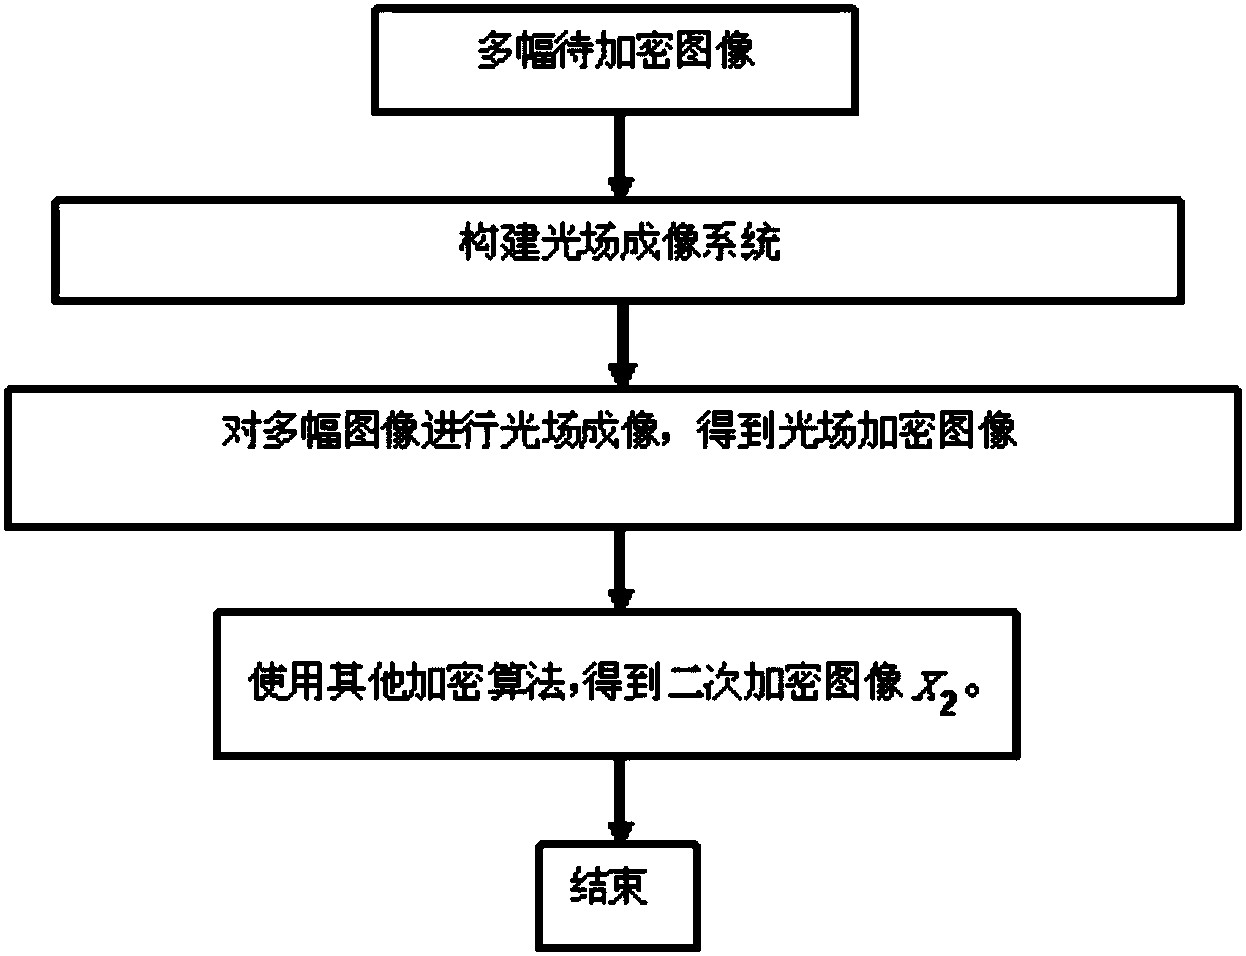 多幅待加密图像
构建光场成像系统
对多幅图像进行光场成像，得到光场加密图像
使用其他加密算法,得到二次加密图像 X₂。
结束